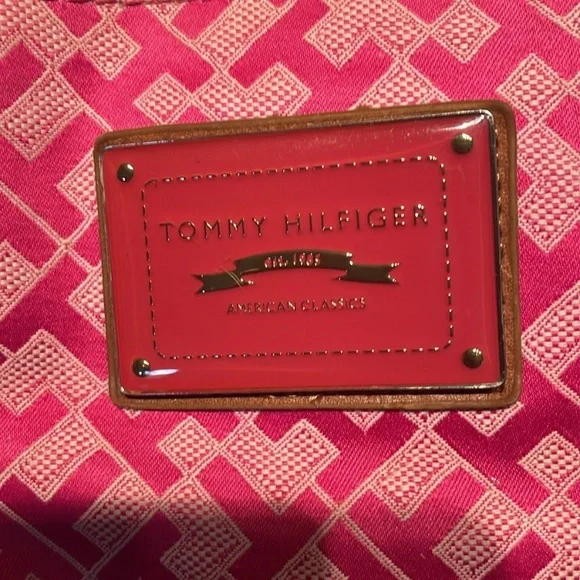 TOMMY HILFIGER
EST. 1985
AMERICAN CLASSICS